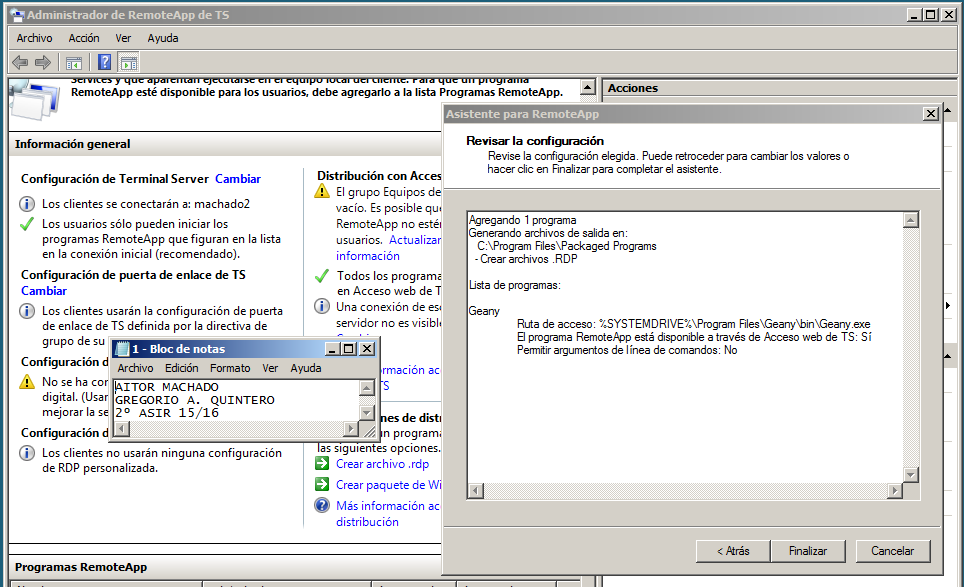 Administrador de RemoteApp de TS
Archivo Acción Ver Ayuda
Services y que aparentan ejecutarse en el equipo local del cliente. Para que un programa
RemoteApp esté disponible para los usuarios, debe agregarlo a la lista Programas RemoteApp.
Información general
Configuración de Terminal Server Cambiar
Los clientes se conectarán a: machado2
Los usuarios sólo pueden iniciar los
programas RemoteApp que figuran en la lista
en la conexión inicial (recomendado).
Configuración de puerta de enlace de TS
Cambiar
Los clientes usarán la configuración de puerta
de enlace de TS definida por la directiva de
grupo de su
Configuración d
No se ha cor
digital. (Usar
mejorar la se
Configuración d
Los clientes no usarán ninguna configuración
de RDP personalizada.
Distribución con Acces
El grupo Equipos de
vacío. Es posible que
RemoteApp no esté
usuarios. Actualizar
información
Todos los programa
en Acceso web de T
Una conexión de es
servidor no es visible
mación ac
TS
nes de distr
un programa
las siguientes opciones.
Crear archivo .rdp
Crear paquete de Wi
Más información ac
distribución
Programas RemoteApp
1 - Bloc de notas
Archivo Edición Formato Ver Ayuda
AITOR MACHADO
GREGORIO A. QUINTERO
2º ASIR 15/16
Acciones
Asistente para RemoteApp
Revisar la configuración
Revise la configuración elegida. Puede retroceder para cambiar los valores o
hacer clic en Finalizar para completar el asistente.
Agregando 1 programa
Generando archivos de salida en:
C:\Program Files\Packaged Programs
- Crear archivos .RDP
Lista de programas:
Geany
Ruta de acceso: %SYSTEMDRIVE%\Program Files\Geany\bin\Geany.exe
El programa RemoteApp está disponible a través de Acceso web de TS: Sí
Permitir argumentos de línea de comandos: No
< Atrás Finalizar Cancelar